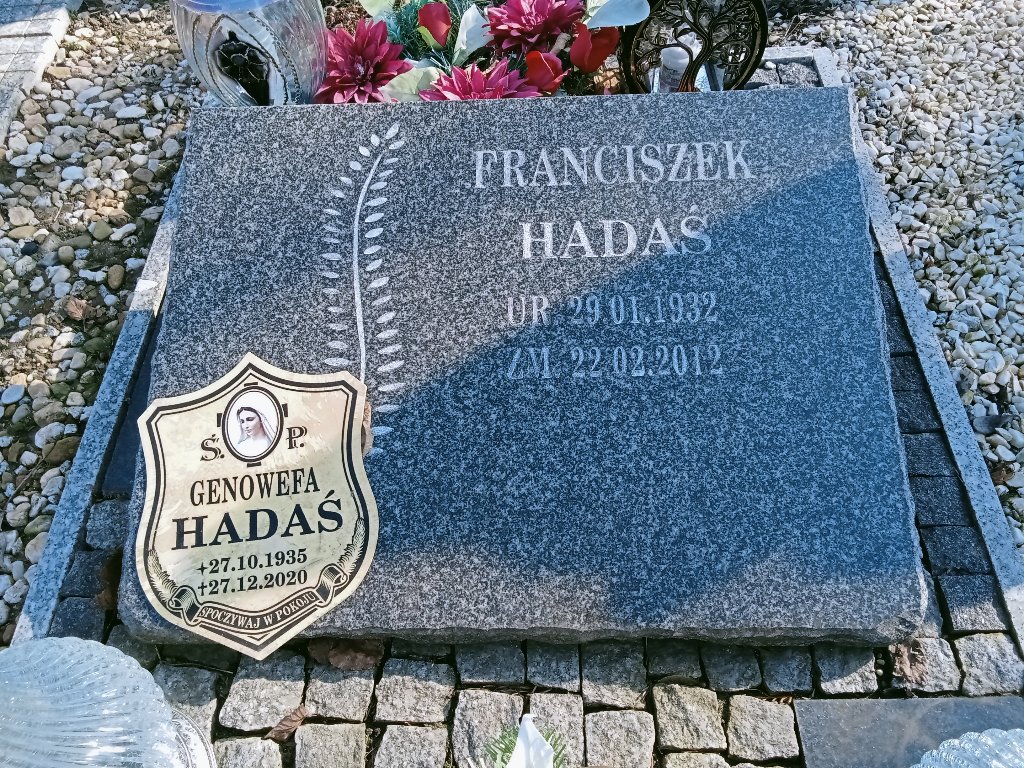 FRANCISZEK
HADAŚ
UR. 29.01.1932
ZM. 22.02.2012
Ś. P.
GENOWEFA
HADAŚ
+27.10.1935
†27.12.2020
SPOCZYWAJ W POKOJU